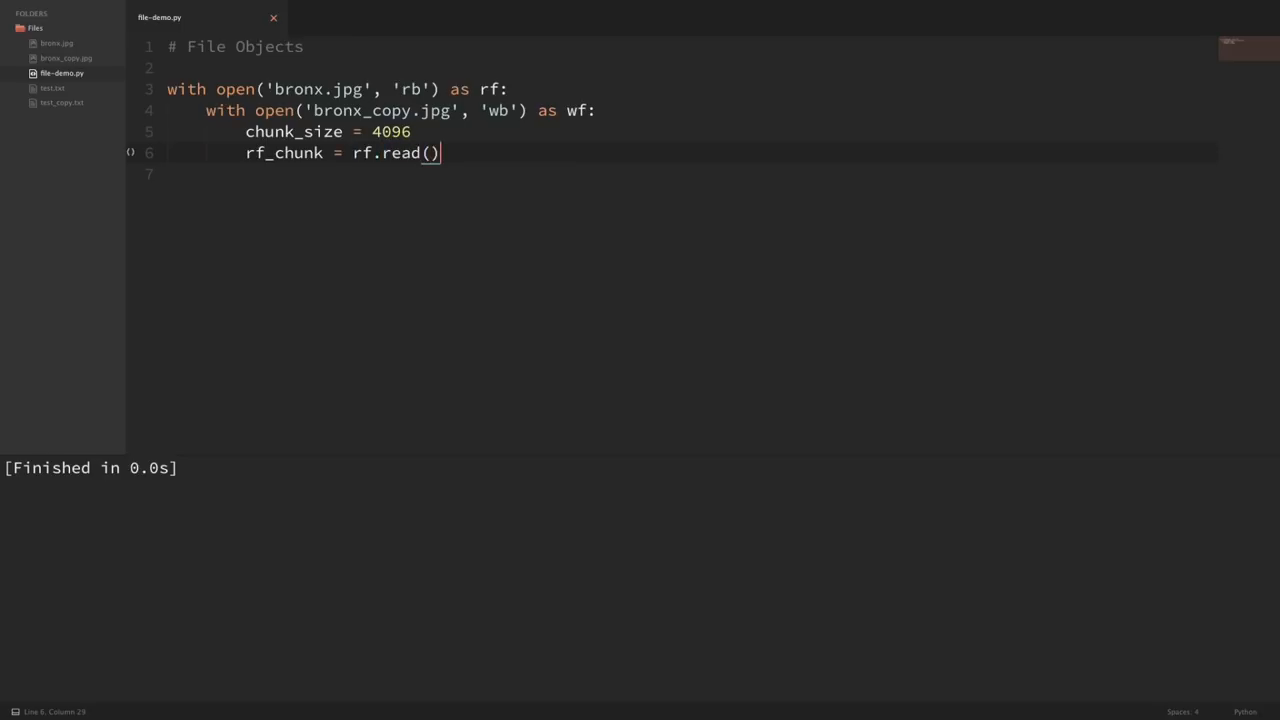 FOLDERS
Files
bronx.jpg
bronx_copy.jpg
file-demo.py
test.txt
test_copy.txt
file-demo.py ×
1 # File Objects
2
3 with open('bronx.jpg', 'rb') as rf:
4     with open('bronx_copy.jpg', 'wb') as wf:
5         chunk_size = 4096
() 6         rf_chunk = rf.read()
7
[Finished in 0.0s]
Line 6, Column 29 Spaces: 4 Python